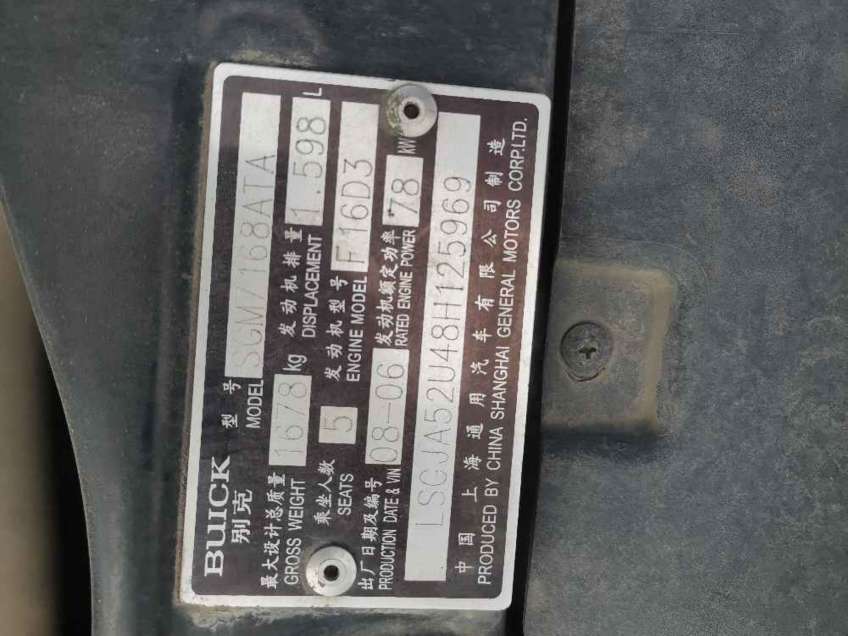 BUICK
别克
型号 MODEL SGM7168ATA
最大设计总质量 GROSS WEIGHT 1678 kg 发动机排量 DISPLACEMENT 1.598 L
乘坐人数 SEATS 5 发动机型号 ENGINE MODEL F16D3
出厂日期及编号 PRODUCTION DATE & VIN 08-06 发动机额定功率 RATED ENGINE POWER 78 kW
LSGJA52U48H125969
中国上海通用汽车有限公司制造
PRODUCED BY CHINA SHANGHAI GENERAL MOTORS CORP.LTD.